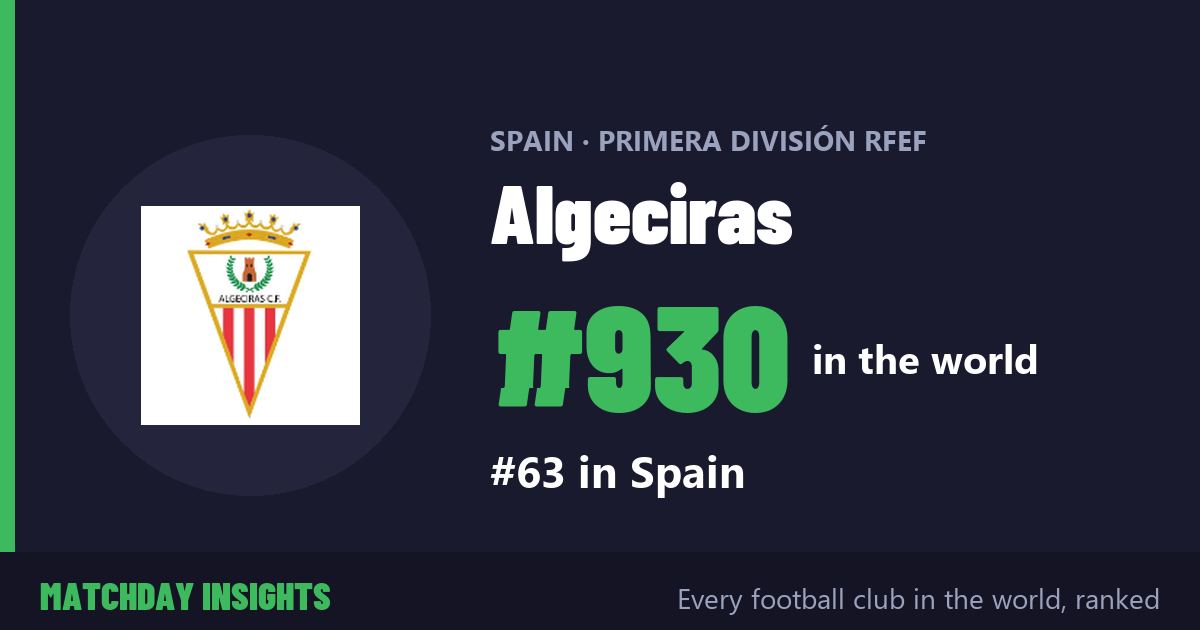 SPAIN · PRIMERA DIVISIÓN RFEF
Algeciras
ALGECIRAS C.F.
#930 in the world
#63 in Spain
MATCHDAY INSIGHTS
Every football club in the world, ranked